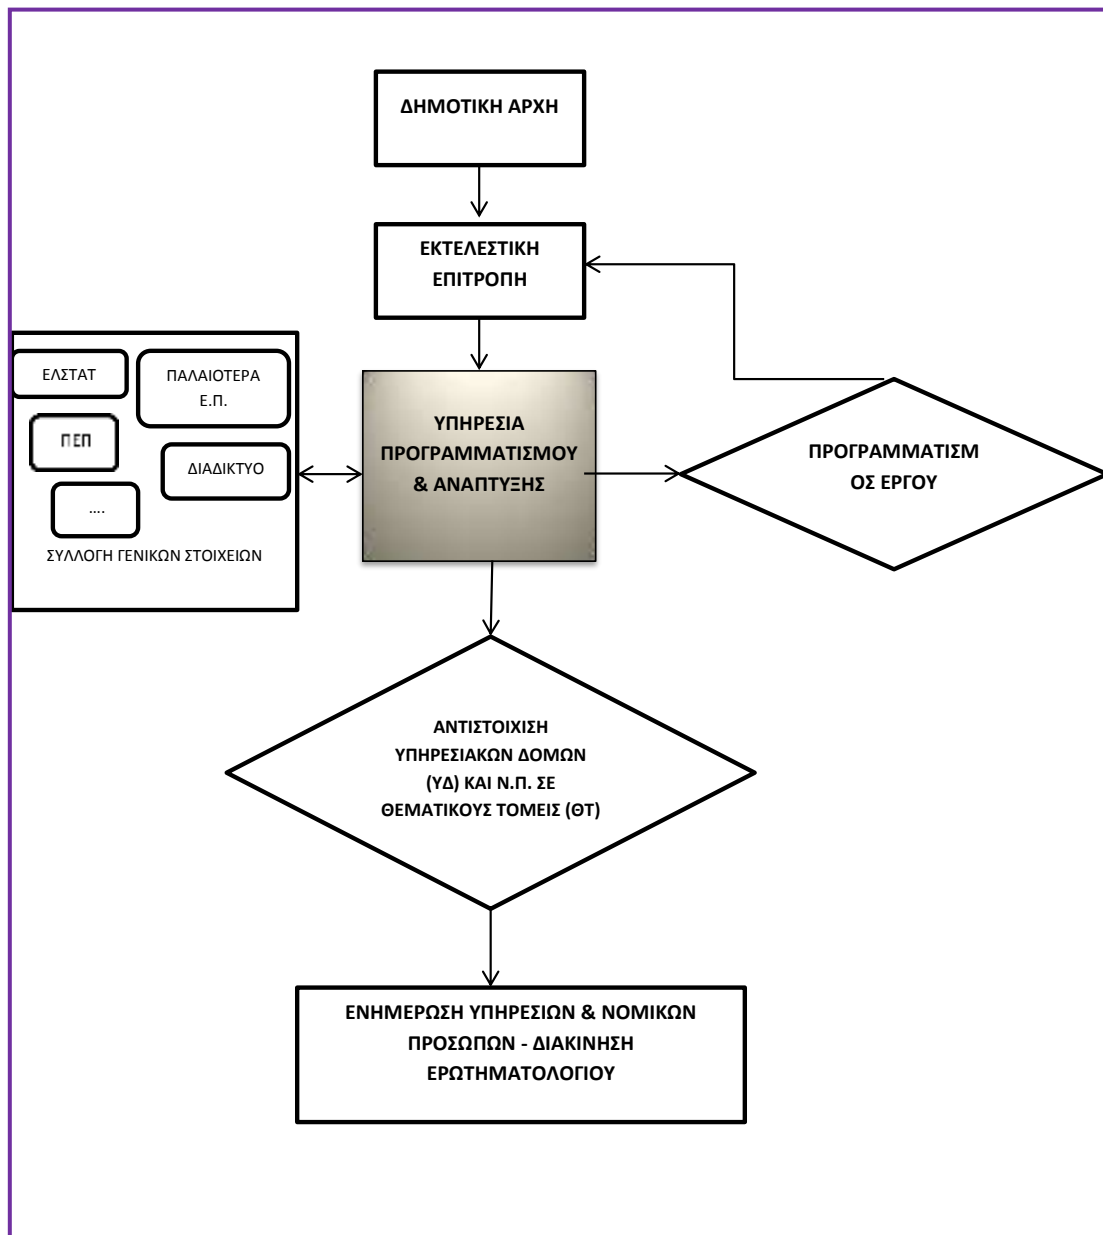 ΔΗΜΟΤΙΚΗ ΑΡΧΗ
ΕΚΤΕΛΕΣΤΙΚΗ
ΕΠΙΤΡΟΠΗ
ΕΛΣΤΑΤ
ΠΑΛΑΙΟΤΕΡΑ
Ε.Π.
ΠΕΠ
ΔΙΑΔΙΚΤΥΟ
....
ΣΥΛΛΟΓΗ ΓΕΝΙΚΩΝ ΣΤΟΙΧΕΙΩΝ
ΥΠΗΡΕΣΙΑ
ΠΡΟΓΡΑΜΜΑΤΙΣΜΟΥ
& ΑΝΑΠΤΥΞΗΣ
ΠΡΟΓΡΑΜΜΑΤΙΣΜ
ΟΣ ΕΡΓΟΥ
ΑΝΤΙΣΤΟΙΧΙΣΗ
ΥΠΗΡΕΣΙΑΚΩΝ ΔΟΜΩΝ
(ΥΔ) ΚΑΙ Ν.Π. ΣΕ
ΘΕΜΑΤΙΚΟΥΣ ΤΟΜΕΙΣ (ΘΤ)
ΕΝΗΜΕΡΩΣΗ ΥΠΗΡΕΣΙΩΝ & ΝΟΜΙΚΩΝ
ΠΡΟΣΩΠΩΝ - ΔΙΑΚΙΝΗΣΗ
ΕΡΩΤΗΜΑΤΟΛΟΓΙΟΥ